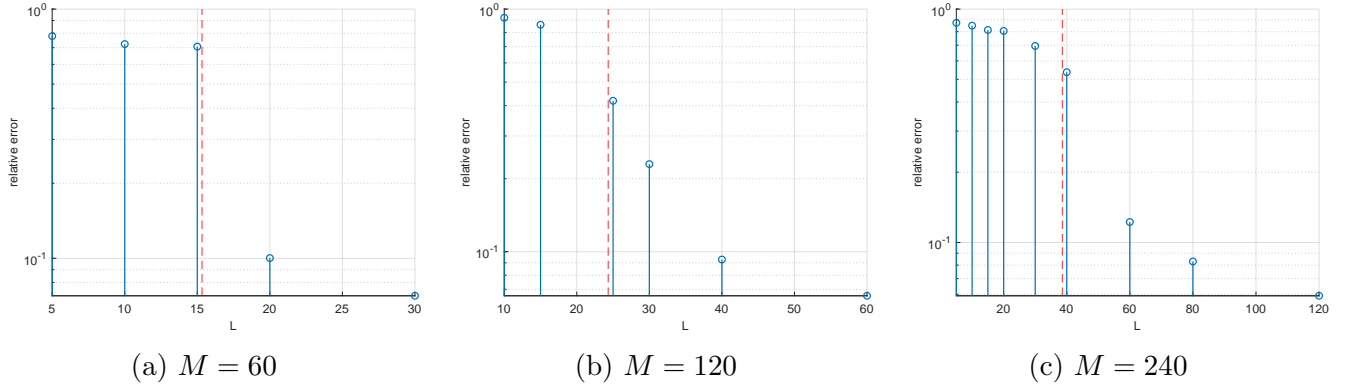 relative error
10^0
10^-1
5 10 15 20 25 30
L
(a) M = 60
relative error
10^0
10^-1
10 20 30 40 50 60
L
(b) M = 120
relative error
10^0
10^-1
20 40 60 80 100 120
L
(c) M = 240